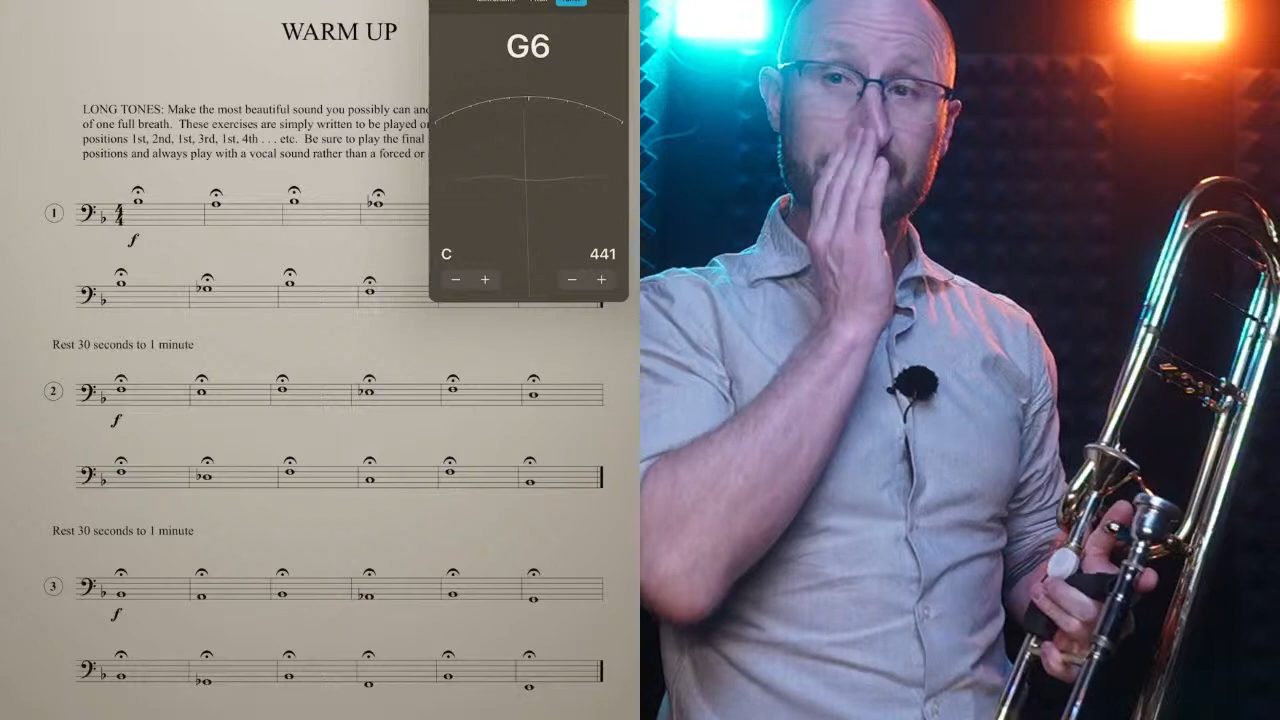 WARM UP
LONG TONES: Make the most beautiful sound you possibly can and
of one full breath. These exercises are simply written to be played on
positions 1st, 2nd, 1st, 3rd, 1st, 4th . . . etc. Be sure to play the final
positions and always play with a vocal sound rather than a forced or
G6
C 441
− + − +
1
f
Rest 30 seconds to 1 minute
2
f
Rest 30 seconds to 1 minute
3
f